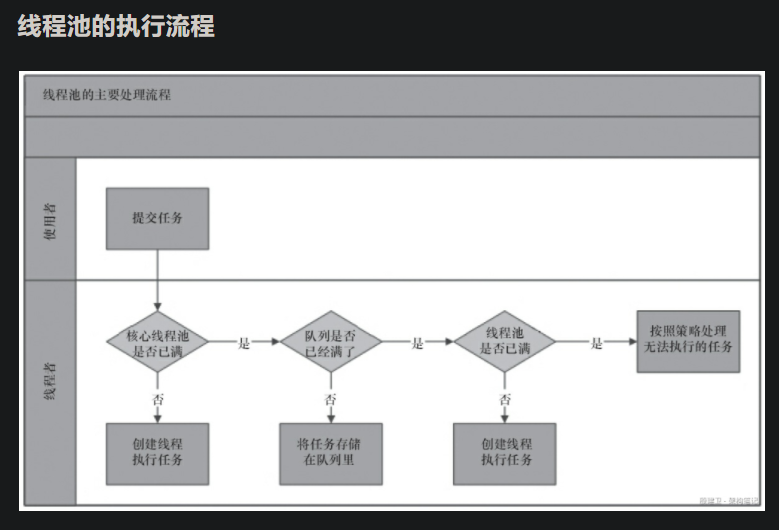 线程池的执行流程
线程池的主要处理流程
使用者
提交任务
线程者
核心线程池
是否已满
是
队列是否
已经满了
是
线程池
是否已满
是
按照策略处理
无法执行的任务
否
否
否
创建线程
执行任务
将任务存储
在队列里
创建线程
执行任务